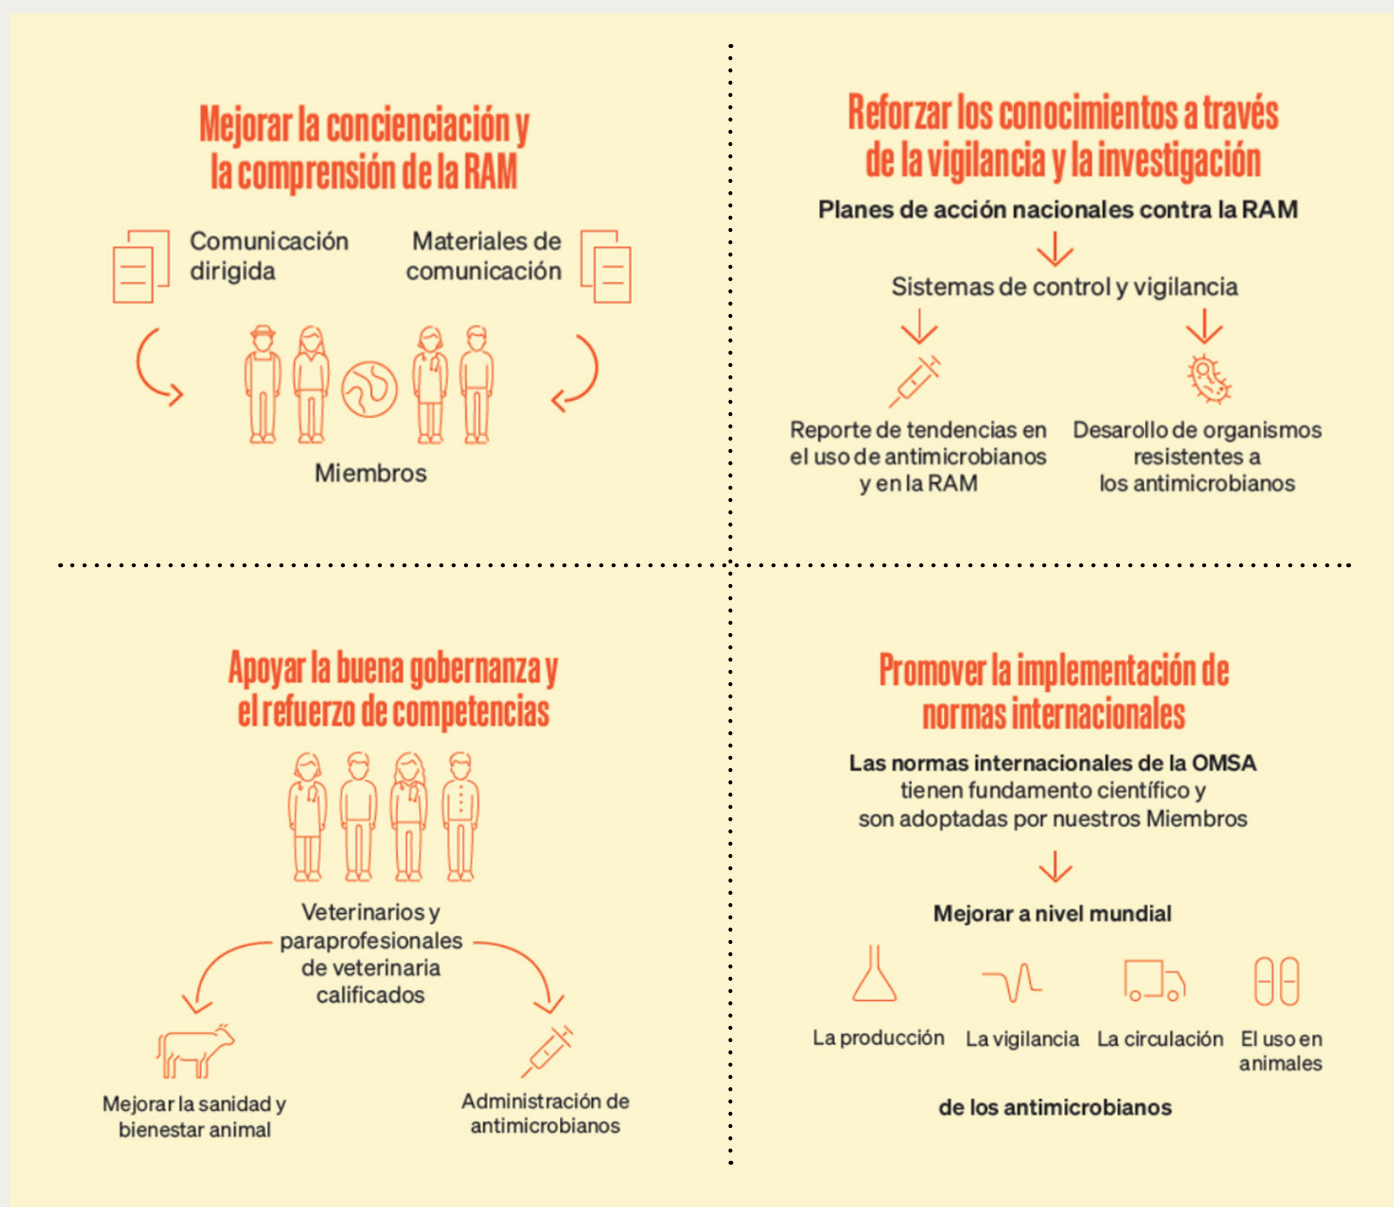 Mejorar la concienciación y
la comprensión de la RAM
Comunicación
dirigida
Materiales de
comunicación
Miembros
Reforzar los conocimientos a través
de la vigilancia y la investigación
Planes de acción nacionales contra la RAM
Sistemas de control y vigilancia
Reporte de tendencias en
el uso de antimicrobianos
y en la RAM
Desarollo de organismos
resistentes a
los antimicrobianos
Apoyar la buena gobernanza y
el refuerzo de competencias
Veterinarios y
paraprofesionales
de veterinaria
calificados
Mejorar la sanidad y
bienestar animal
Administración de
antimicrobianos
Promover la implementación de
normas internacionales
Las normas internacionales de la OMSA
tienen fundamento científico y
son adoptadas por nuestros Miembros
Mejorar a nivel mundial
La producción
La vigilancia
La circulación
El uso en
animales
de los antimicrobianos